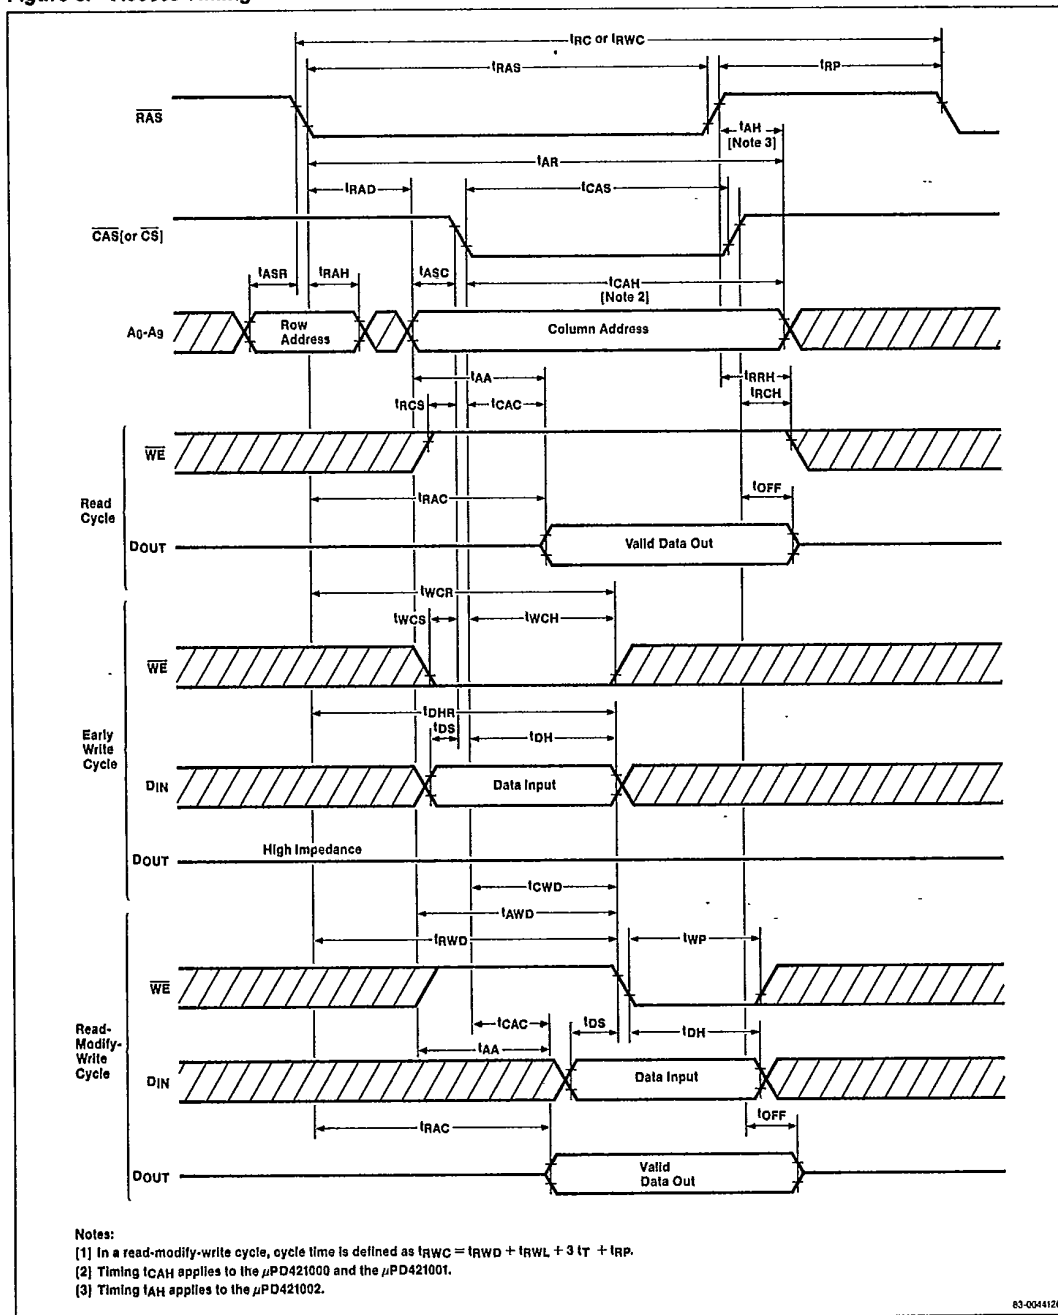 tRC or tRWC
tRAS
tRP
RAS
tAH
[Note 3]
tAR
tRAD
tCAS
CAS[or CS]
tASR
tRAH
tASC
tCAH
[Note 2]
A0-A9
Row
Address
Column Address
tAA
tRRH
tRCS
tCAC
tRCH
WE
Read
Cycle
tRAC
tOFF
DOUT
Valid Data Out
tWCR
tWCS
tWCH
WE
tDHR
tDS
tDH
Early
Write
Cycle
DIN
Data Input
High Impedance
DOUT
tCWD
tAWD
tRWD
tWP
WE
Read-
Modify-
Write
Cycle
tCAC
tDS
tDH
tAA
DIN
Data Input
tRAC
tOFF
DOUT
Valid
Data Out
Notes:
[1] In a read-modify-write cycle, cycle time is defined as tRWC = tRWD + tRWL + 3 tT + tRP.
[2] Timing tCAH applies to the μPD421000 and the μPD421001.
[3] Timing tAH applies to the μPD421002.